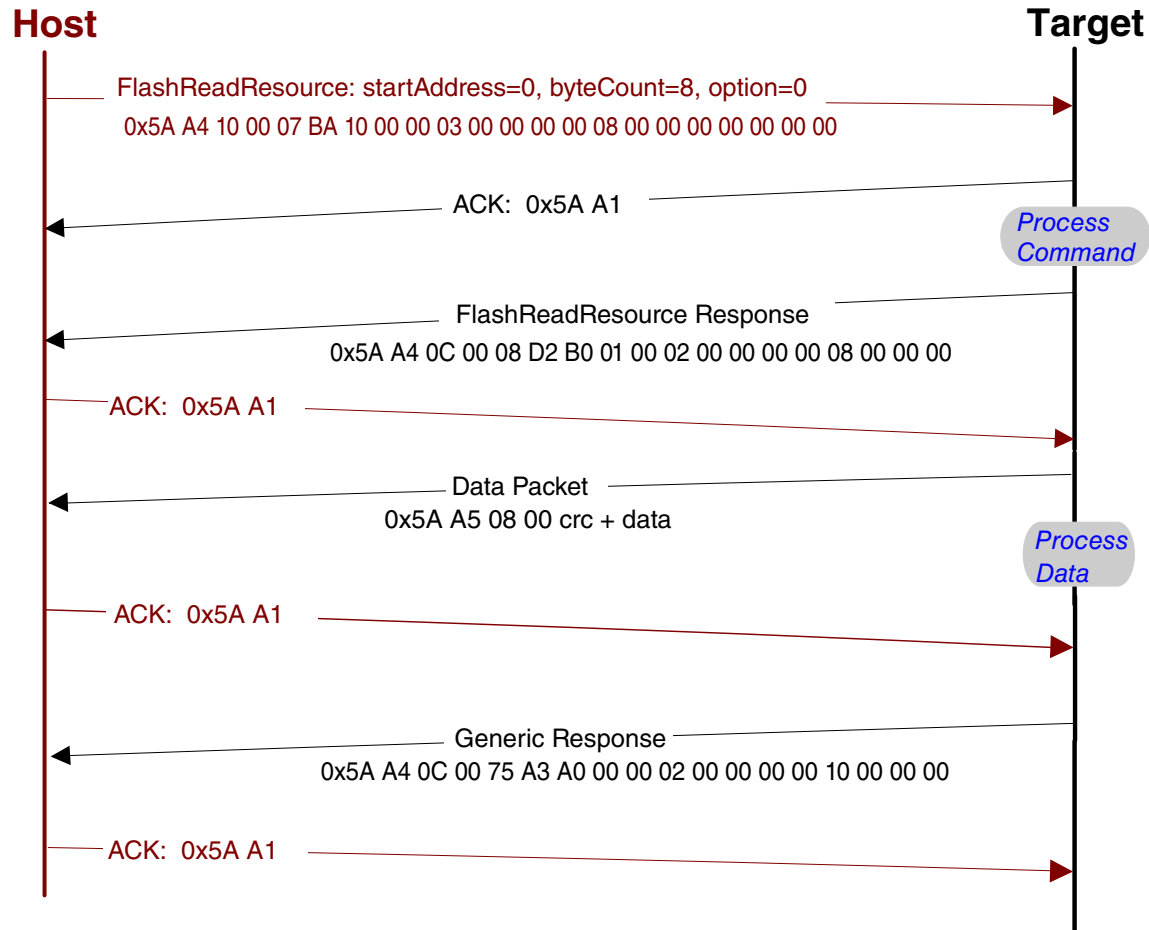 Host
Target
FlashReadResource: startAddress=0, byteCount=8, option=0
0x5A A4 10 00 07 BA 10 00 00 03 00 00 00 00 08 00 00 00 00 00 00 00
ACK: 0x5A A1
Process
Command
FlashReadResource Response
0x5A A4 0C 00 08 D2 B0 01 00 02 00 00 00 00 08 00 00 00
ACK: 0x5A A1
Data Packet
0x5A A5 08 00 crc + data
Process
Data
ACK: 0x5A A1
Generic Response
0x5A A4 0C 00 75 A3 A0 00 00 02 00 00 00 00 10 00 00 00
ACK: 0x5A A1